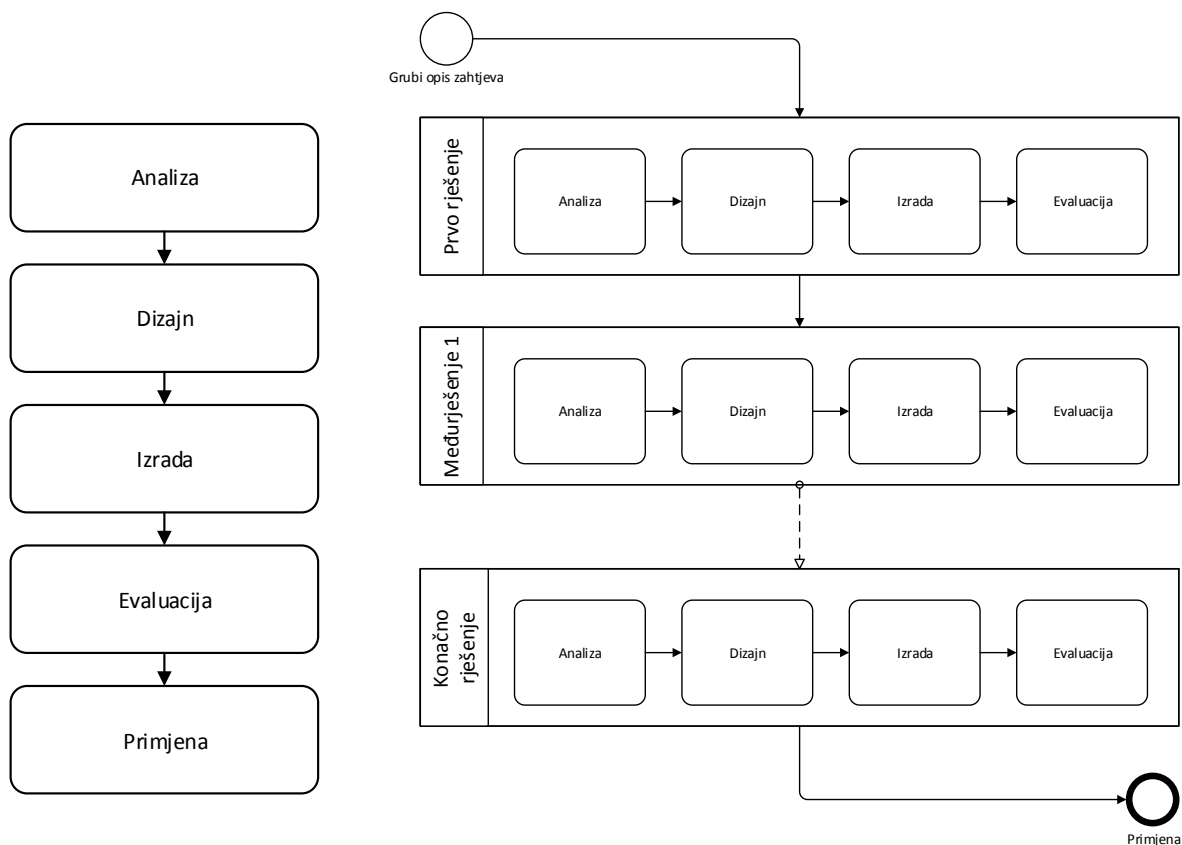 Analiza
Dizajn
Izrada
Evaluacija
Primjena
Grubi opis zahtjeva
Prvo rješenje
Analiza
Dizajn
Izrada
Evaluacija
Međurješenje 1
Analiza
Dizajn
Izrada
Evaluacija
Konačno
rješenje
Analiza
Dizajn
Izrada
Evaluacija
Primjena